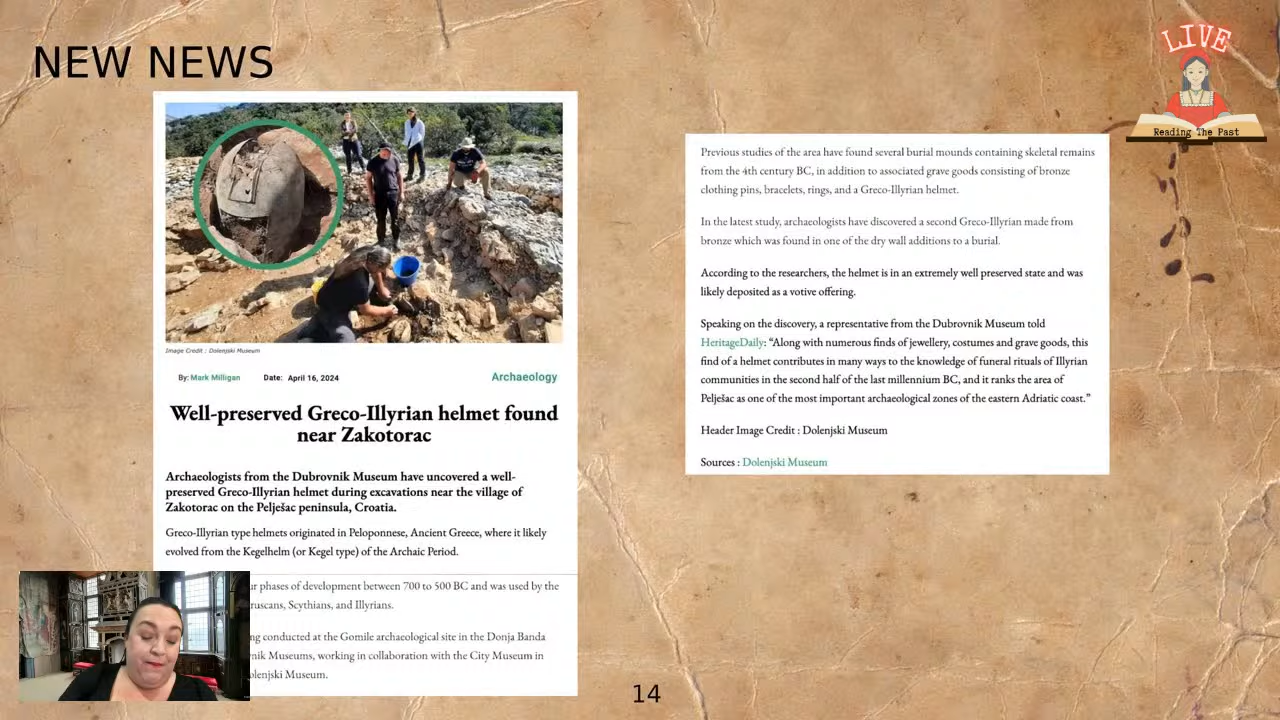 NEW NEWS
LIVE
Reading The Past
Image Credit : Dolenjski Museum
By: Mark Milligan Date: April 16, 2024 Archaeology
Well-preserved Greco-Illyrian helmet found
near Zakotorac
Archaeologists from the Dubrovnik Museum have uncovered a well-
preserved Greco-Illyrian helmet during excavations near the village of
Zakotorac on the Pelješac peninsula, Croatia.
Greco-Illyrian type helmets originated in Peloponnese, Ancient Greece, where it likely
evolved from the Kegelhelm (or Kegel type) of the Archaic Period.
phases of development between 700 to 500 BC and was used by the
Scythians, and Illyrians.
conducted at the Gomile archaeological site in the Donja Banda
Museums, working in collaboration with the City Museum in
Museum.
Previous studies of the area have found several burial mounds containing skeletal remains
from the 4th century BC, in addition to associated grave goods consisting of bronze
clothing pins, bracelets, rings, and a Greco-Illyrian helmet.
In the latest study, archaeologists have discovered a second Greco-Illyrian made from
bronze which was found in one of the dry wall additions to a burial.
According to the researchers, the helmet is in an extremely well preserved state and was
likely deposited as a votive offering.
Speaking on the discovery, a representative from the Dubrovnik Museum told
HeritageDaily: “Along with numerous finds of jewellery, costumes and grave goods, this
find of a helmet contributes in many ways to the knowledge of funeral rituals of Illyrian
communities in the second half of the last millennium BC, and it ranks the area of
Pelješac as one of the most important archaeological zones of the eastern Adriatic coast.”
Header Image Credit : Dolenjski Museum
Sources : Dolenjski Museum
14